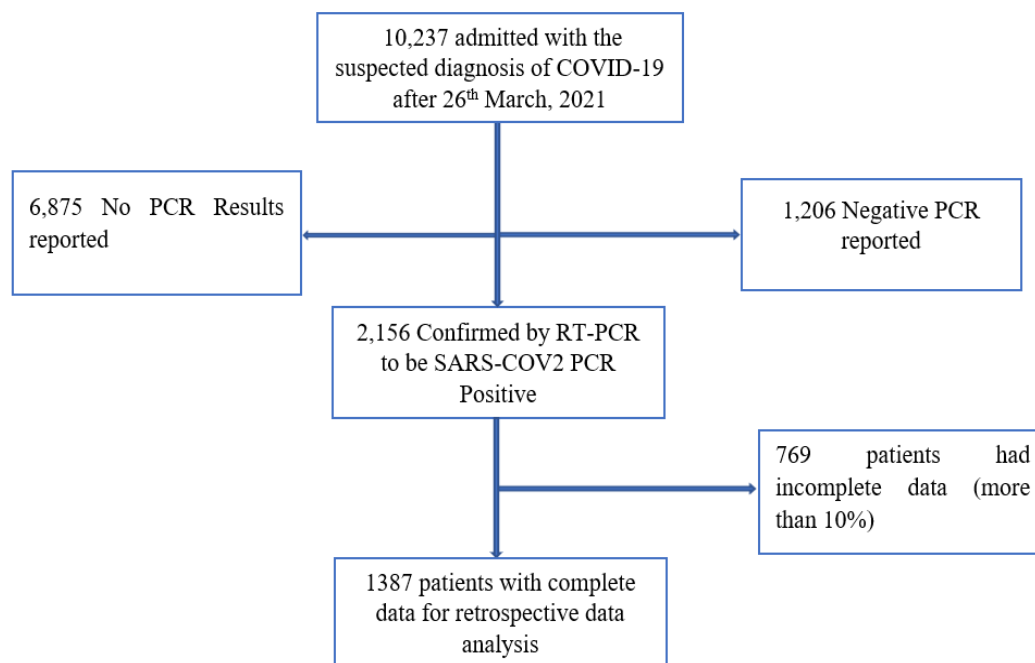 10,237 admitted with the
suspected diagnosis of COVID-19
after 26th March, 2021
6,875 No PCR Results
reported
1,206 Negative PCR
reported
2,156 Confirmed by RT-PCR
to be SARS-COV2 PCR
Positive
769 patients had
incomplete data (more
than 10%)
1387 patients with complete
data for retrospective data
analysis